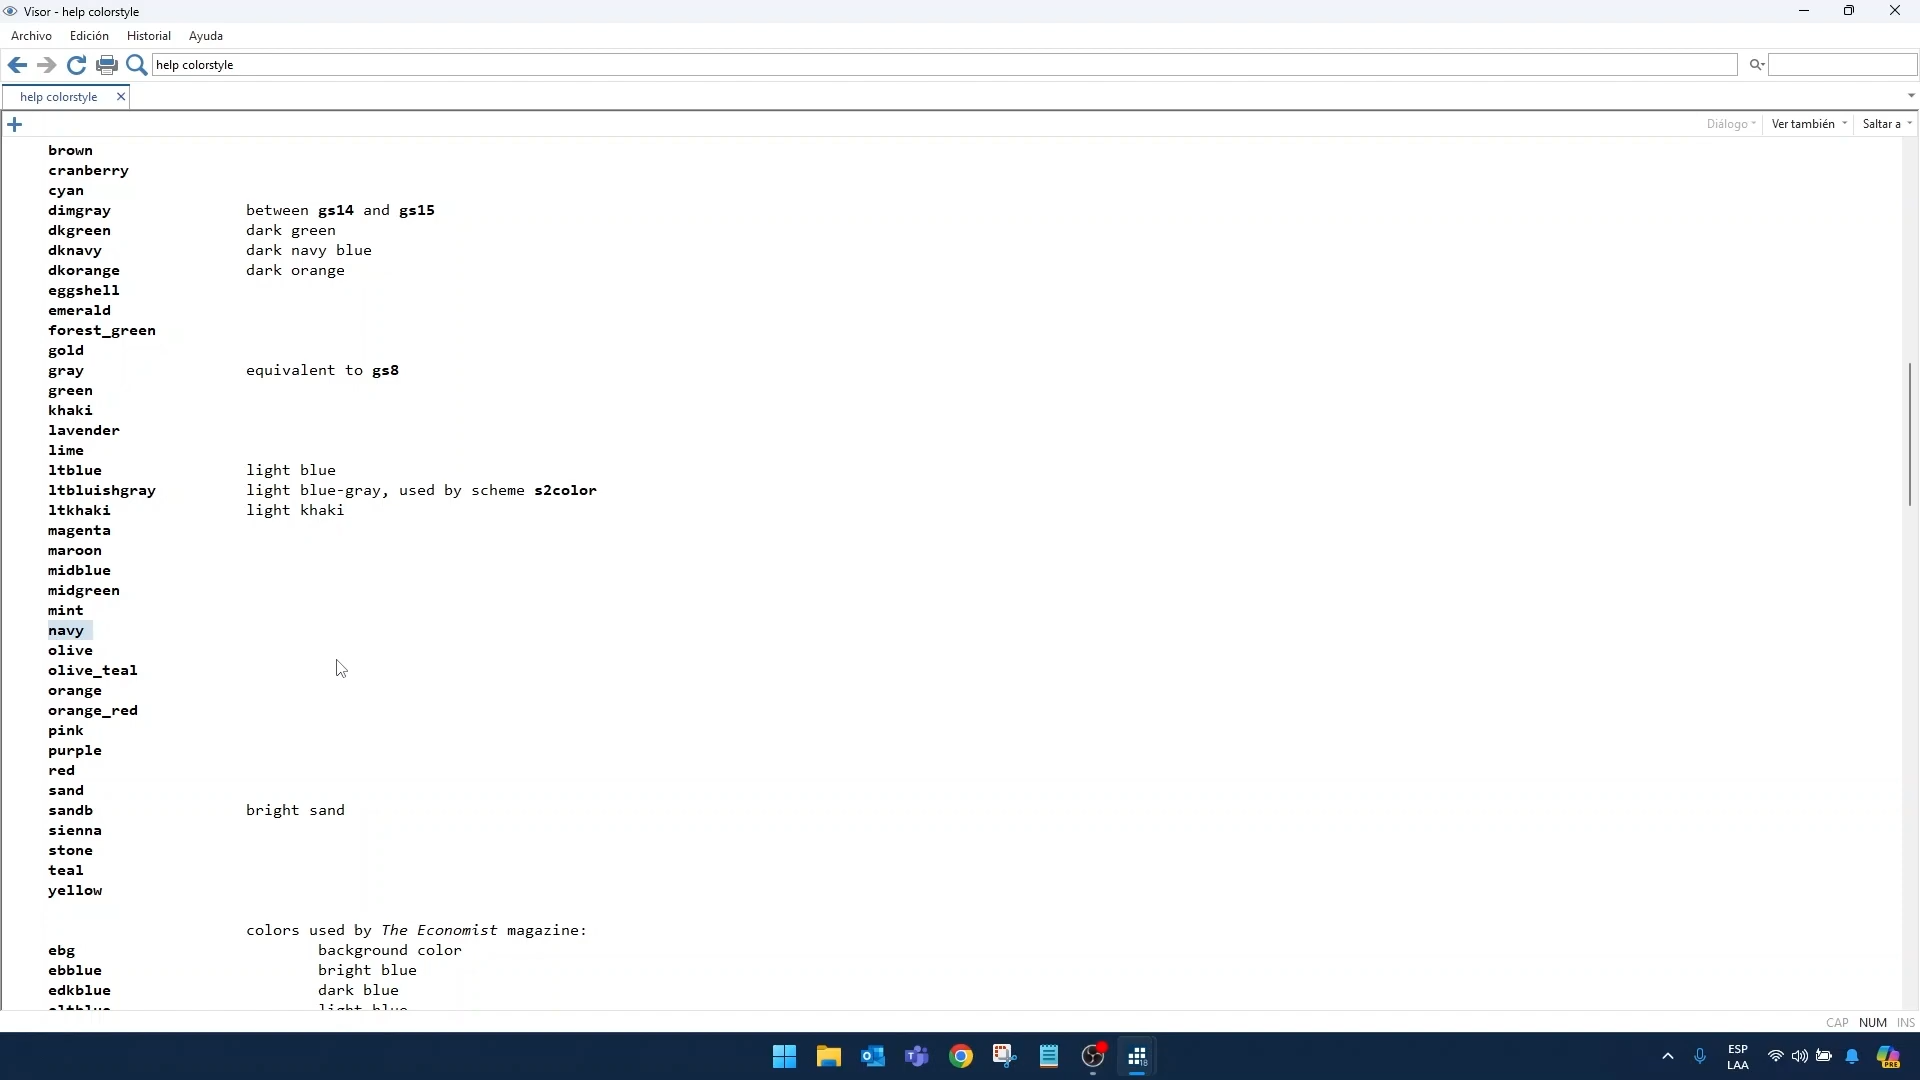 Visor - help colorstyle
Archivo Edición Historial Ayuda
help colorstyle
help colorstyle
Diálogo Ver también Saltar a
brown
cranberry
cyan
dimgray between gs14 and gs15
dkgreen dark green
dknavy dark navy blue
dkorange dark orange
eggshell
emerald
forest_green
gold
gray equivalent to gs8
green
khaki
lavender
lime
ltblue light blue
ltbluishgray light blue-gray, used by scheme s2color
ltkhaki light khaki
magenta
maroon
midblue
midgreen
mint
navy
olive
olive_teal
orange
orange_red
pink
purple
red
sand
sandb bright sand
sienna
stone
teal
yellow
colors used by The Economist magazine:
ebg background color
ebblue bright blue
edkblue dark blue
eltblue light blue
CAP NUM INS
ESP
LAA